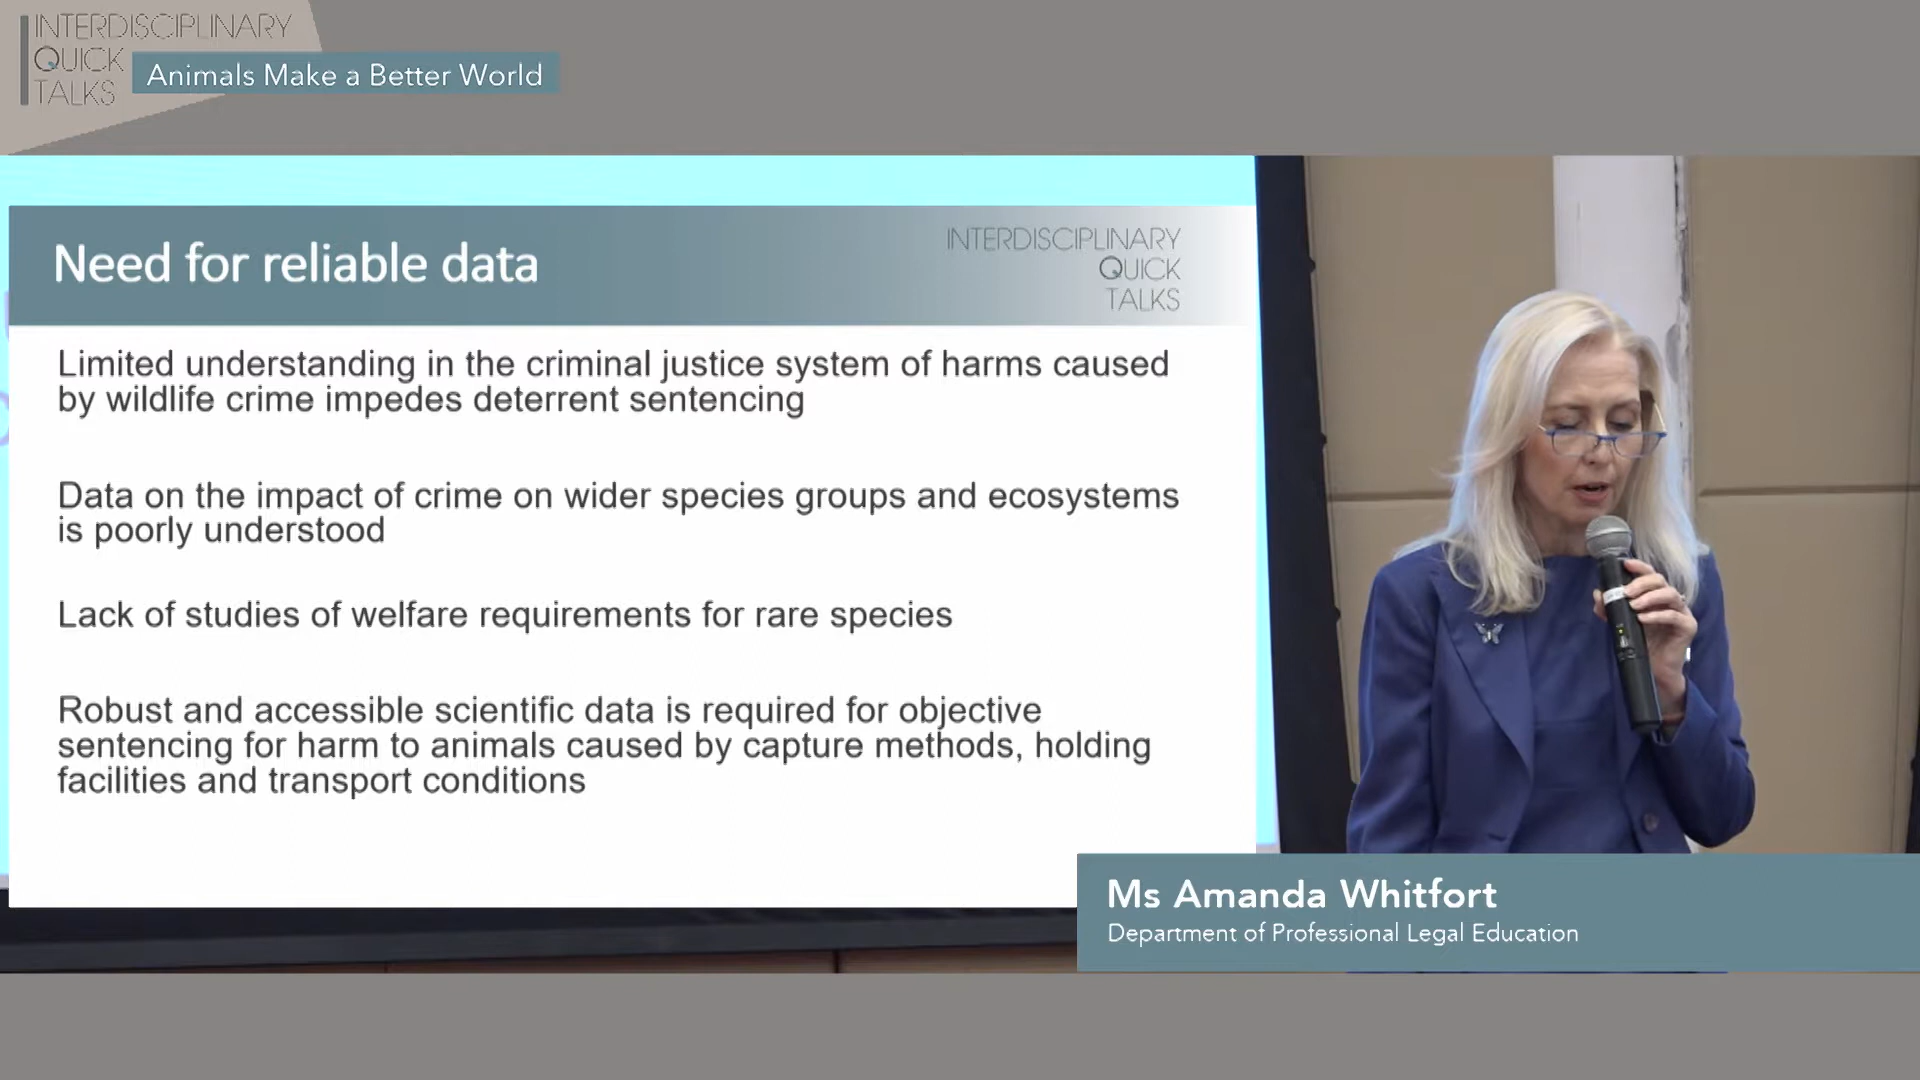 INTERDISCIPLINARY
QUICK
TALKS
Animals Make a Better World
Need for reliable data
INTERDISCIPLINARY
QUICK
TALKS
Limited understanding in the criminal justice system of harms caused
by wildlife crime impedes deterrent sentencing
Data on the impact of crime on wider species groups and ecosystems
is poorly understood
Lack of studies of welfare requirements for rare species
Robust and accessible scientific data is required for objective
sentencing for harm to animals caused by capture methods, holding
facilities and transport conditions
Ms Amanda Whitfort
Department of Professional Legal Education